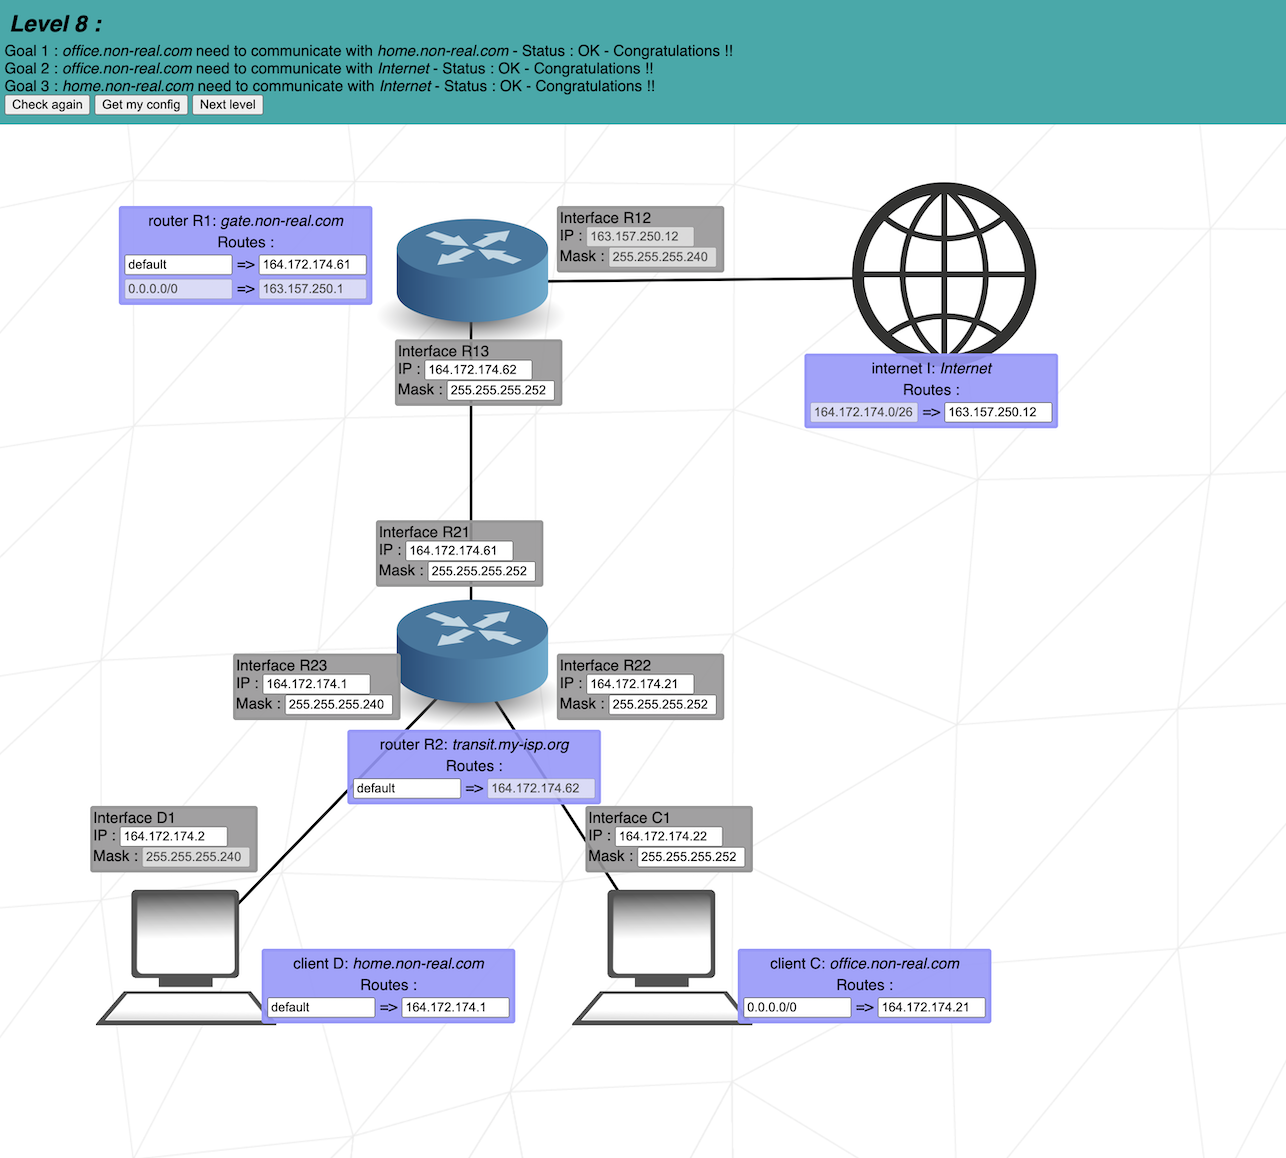 Level 8 :
Goal 1 : office.non-real.com need to communicate with home.non-real.com - Status : OK - Congratulations !!
Goal 2 : office.non-real.com need to communicate with Internet - Status : OK - Congratulations !!
Goal 3 : home.non-real.com need to communicate with Internet - Status : OK - Congratulations !!
Check again Get my config Next level
router R1: gate.non-real.com
Routes :
default => 164.172.174.61
0.0.0.0/0 => 163.157.250.1
Interface R12
IP : 163.157.250.12
Mask : 255.255.255.240
Interface R13
IP : 164.172.174.62
Mask : 255.255.255.252
internet I: Internet
Routes :
164.172.174.0/26 => 163.157.250.12
Interface R21
IP : 164.172.174.61
Mask : 255.255.255.252
Interface R23
IP : 164.172.174.1
Mask : 255.255.255.240
Interface R22
IP : 164.172.174.21
Mask : 255.255.255.252
router R2: transit.my-isp.org
Routes :
default => 164.172.174.62
Interface D1
IP : 164.172.174.2
Mask : 255.255.255.240
Interface C1
IP : 164.172.174.22
Mask : 255.255.255.252
client D: home.non-real.com
Routes :
default => 164.172.174.1
client C: office.non-real.com
Routes :
0.0.0.0/0 => 164.172.174.21